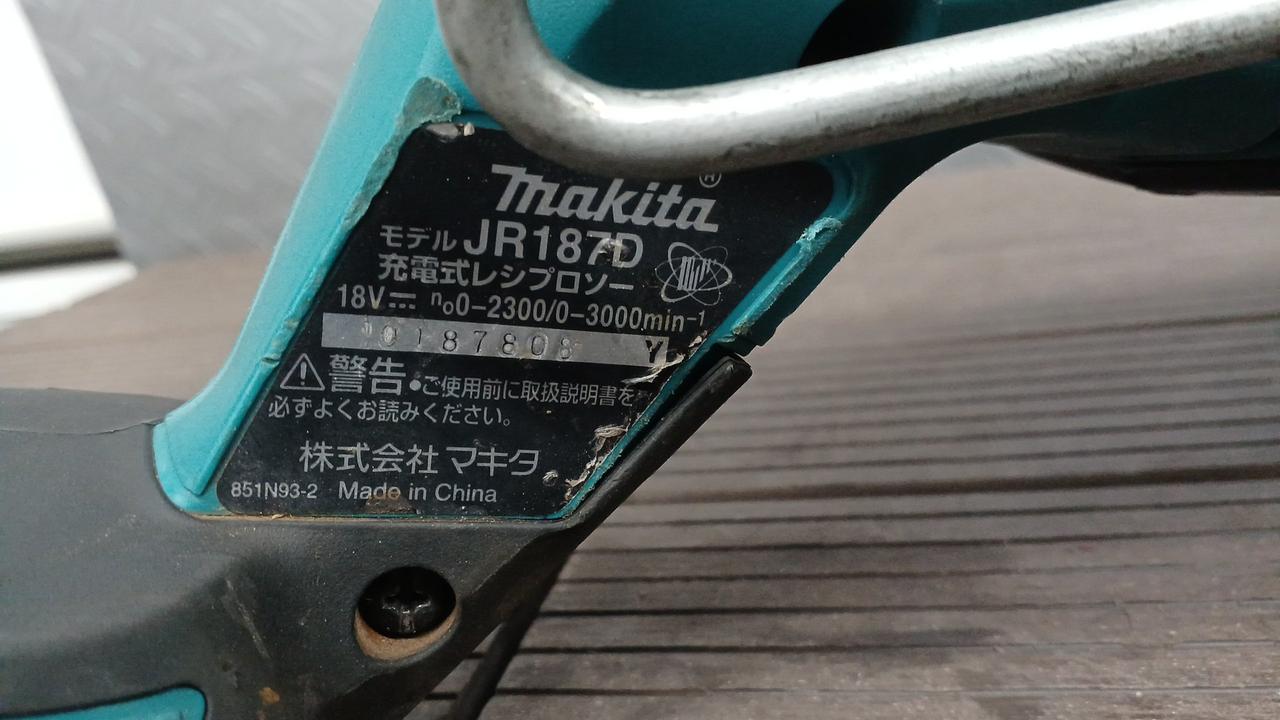 makita®
モデル JR187D
充電式レシプロソー
18V⎓ n₀0-2300/0-3000min⁻¹
0187808 Y
⚠警告 •ご使用前に取扱説明書を
必ずよくお読みください。
株式会社 マキタ
851N93-2 Made in China